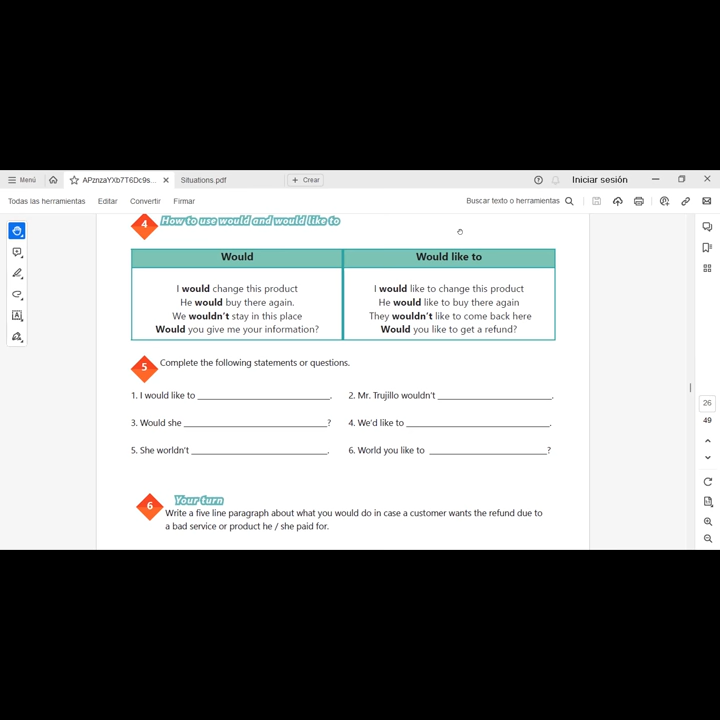 Menú APznzaYXb7T6Dc9s... Situations.pdf Crear Iniciar sesión
Todas las herramientas Editar Convertir Firmar Buscar texto o herramientas
4 How to use would and would like to
Would Would like to
I would change this product
He would buy there again.
We wouldn't stay in this place
Would you give me your information?
I would like to change this product
He would like to buy there again
They wouldn't like to come back here
Would you like to get a refund?
5 Complete the following statements or questions.
1. I would like to ______________________________. 2. Mr. Trujillo wouldn't __________________________.
3. Would she ________________________________? 4. We'd like to ________________________________.
5. She worldn't ______________________________. 6. World you like to __________________________?
6 Your turn
Write a five line paragraph about what you would do in case a customer wants the refund due to
a bad service or product he / she paid for.
26
49